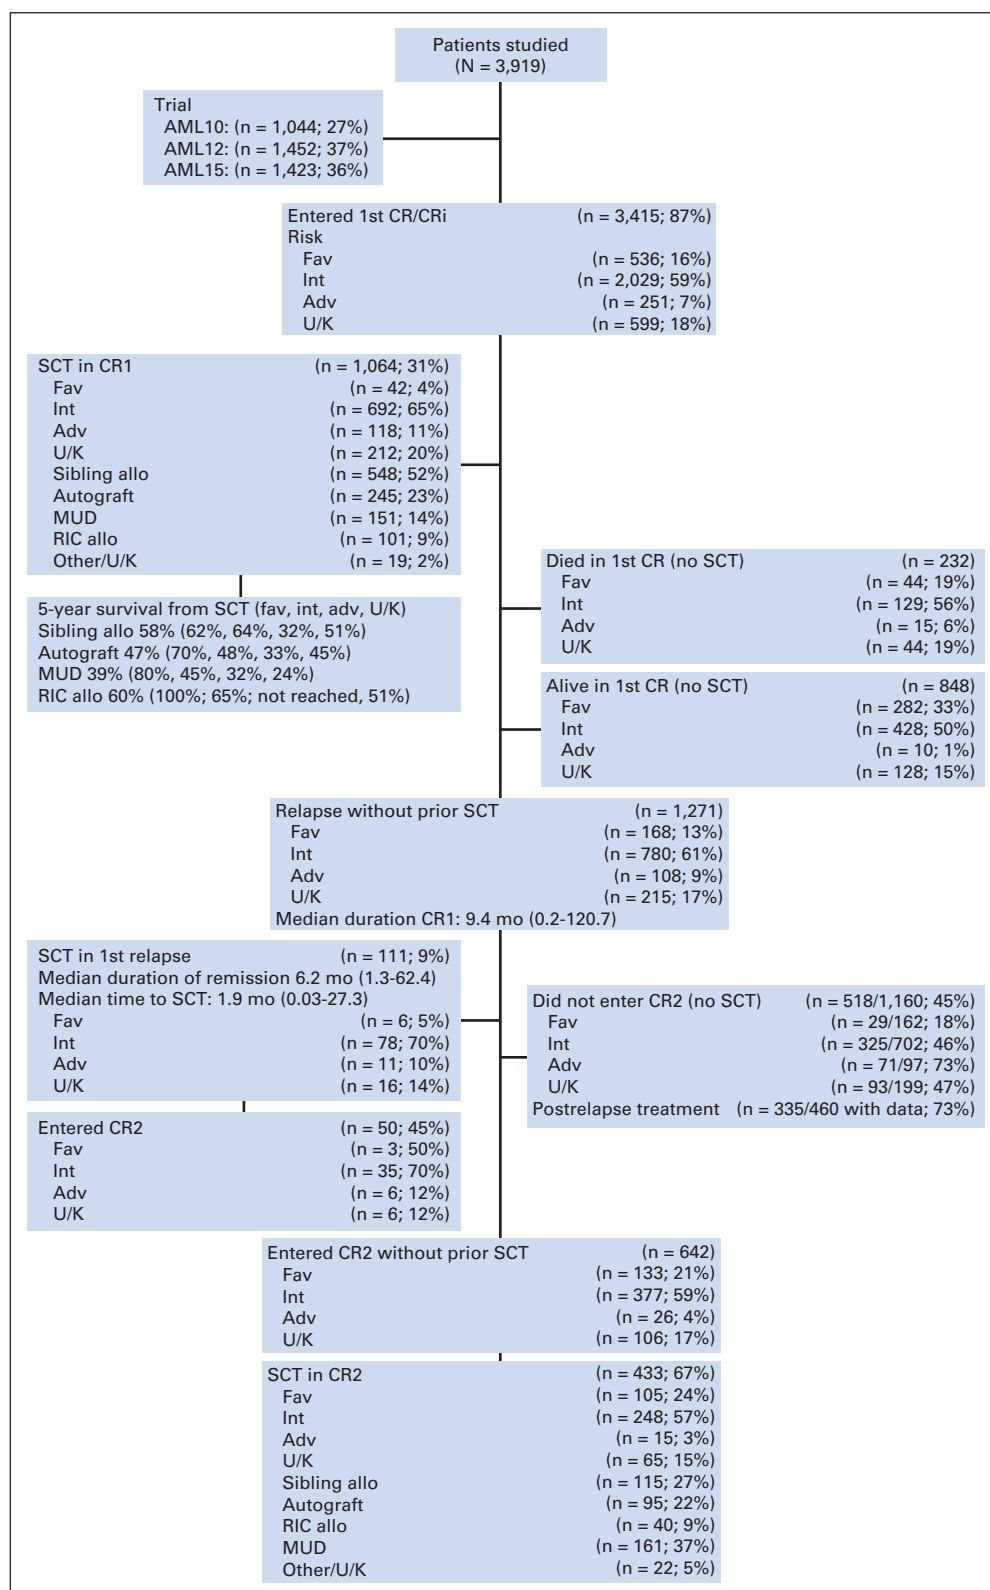 Patients studied
(N = 3,919)
Trial
AML10: (n = 1,044; 27%)
AML12: (n = 1,452; 37%)
AML15: (n = 1,423; 36%)
Entered 1st CR/CRi (n = 3,415; 87%)
Risk
Fav (n = 536; 16%)
Int (n = 2,029; 59%)
Adv (n = 251; 7%)
U/K (n = 599; 18%)
SCT in CR1 (n = 1,064; 31%)
Fav (n = 42; 4%)
Int (n = 692; 65%)
Adv (n = 118; 11%)
U/K (n = 212; 20%)
Sibling allo (n = 548; 52%)
Autograft (n = 245; 23%)
MUD (n = 151; 14%)
RIC allo (n = 101; 9%)
Other/U/K (n = 19; 2%)
5-year survival from SCT (fav, int, adv, U/K)
Sibling allo 58% (62%, 64%, 32%, 51%)
Autograft 47% (70%, 48%, 33%, 45%)
MUD 39% (80%, 45%, 32%, 24%)
RIC allo 60% (100%; 65%; not reached, 51%)
Died in 1st CR (no SCT) (n = 232)
Fav (n = 44; 19%)
Int (n = 129; 56%)
Adv (n = 15; 6%)
U/K (n = 44; 19%)
Alive in 1st CR (no SCT) (n = 848)
Fav (n = 282; 33%)
Int (n = 428; 50%)
Adv (n = 10; 1%)
U/K (n = 128; 15%)
Relapse without prior SCT (n = 1,271)
Fav (n = 168; 13%)
Int (n = 780; 61%)
Adv (n = 108; 9%)
U/K (n = 215; 17%)
Median duration CR1: 9.4 mo (0.2-120.7)
SCT in 1st relapse (n = 111; 9%)
Median duration of remission 6.2 mo (1.3-62.4)
Median time to SCT: 1.9 mo (0.03-27.3)
Fav (n = 6; 5%)
Int (n = 78; 70%)
Adv (n = 11; 10%)
U/K (n = 16; 14%)
Did not enter CR2 (no SCT) (n = 518/1,160; 45%)
Fav (n = 29/162; 18%)
Int (n = 325/702; 46%)
Adv (n = 71/97; 73%)
U/K (n = 93/199; 47%)
Postrelapse treatment (n = 335/460 with data; 73%)
Entered CR2 (n = 50; 45%)
Fav (n = 3; 50%)
Int (n = 35; 70%)
Adv (n = 6; 12%)
U/K (n = 6; 12%)
Entered CR2 without prior SCT (n = 642)
Fav (n = 133; 21%)
Int (n = 377; 59%)
Adv (n = 26; 4%)
U/K (n = 106; 17%)
SCT in CR2 (n = 433; 67%)
Fav (n = 105; 24%)
Int (n = 248; 57%)
Adv (n = 15; 3%)
U/K (n = 65; 15%)
Sibling allo (n = 115; 27%)
Autograft (n = 95; 22%)
RIC allo (n = 40; 9%)
MUD (n = 161; 37%)
Other/U/K (n = 22; 5%)